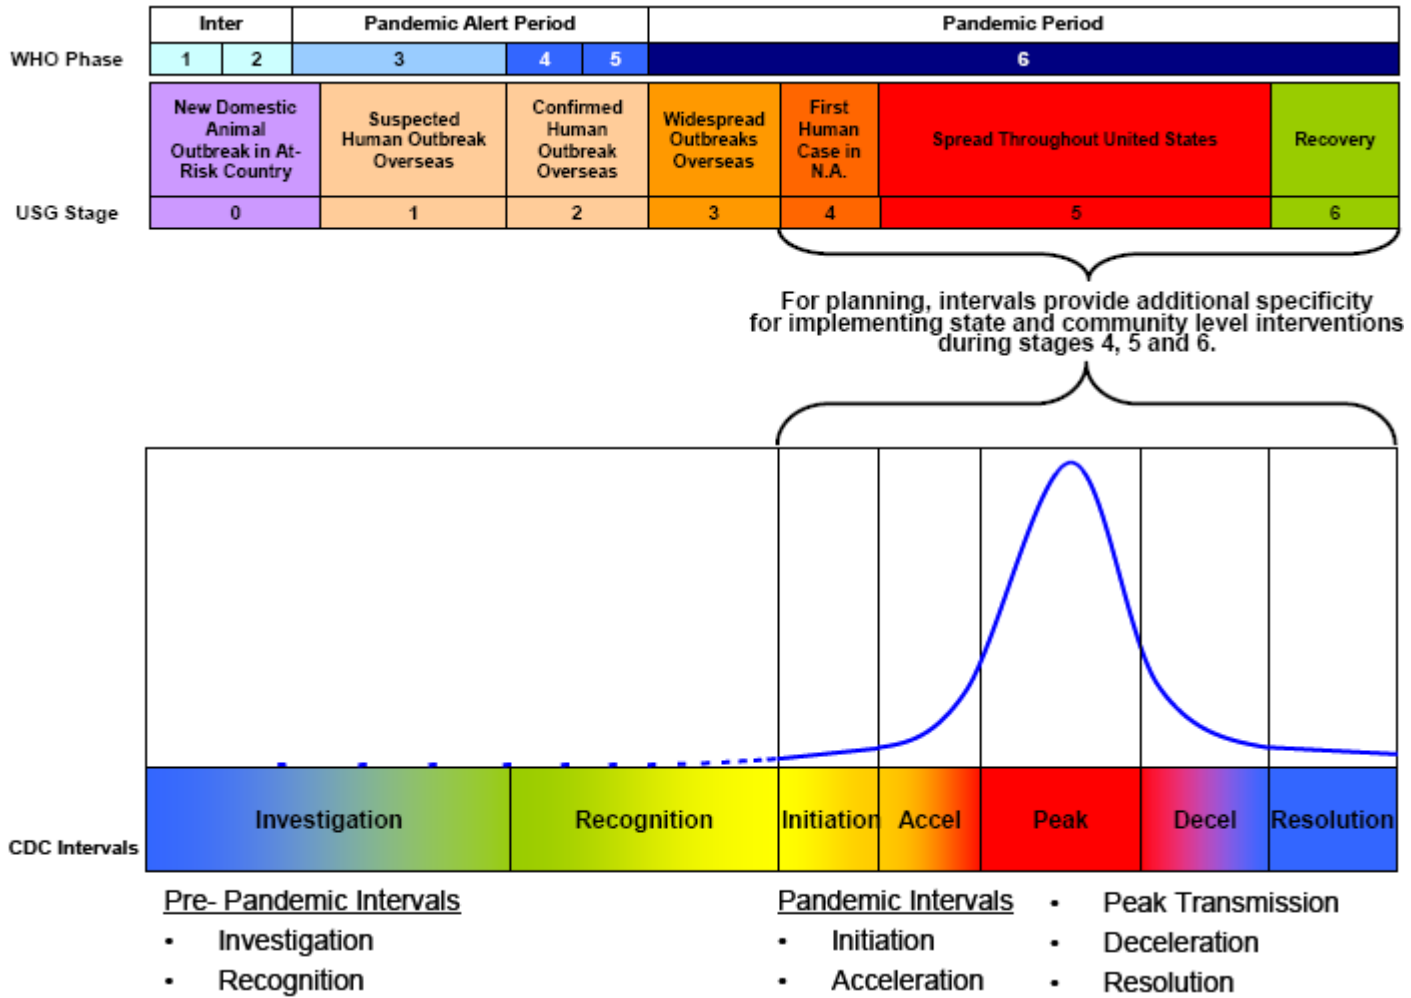 Inter
Pandemic Alert Period
Pandemic Period
WHO Phase
1
2
3
4
5
6
New Domestic
Animal
Outbreak in At-
Risk Country
Suspected
Human Outbreak
Overseas
Confirmed
Human
Outbreak
Overseas
Widespread
Outbreaks
Overseas
First
Human
Case in
N.A.
Spread Throughout United States
Recovery
USG Stage
0
1
2
3
4
5
6
For planning, intervals provide additional specificity
for implementing state and community level interventions
during stages 4, 5 and 6.
CDC Intervals
Investigation
Recognition
Initiation
Accel
Peak
Decel
Resolution
Pre- Pandemic Intervals
• Investigation
• Recognition
Pandemic Intervals
• Initiation
• Acceleration
• Peak Transmission
• Deceleration
• Resolution